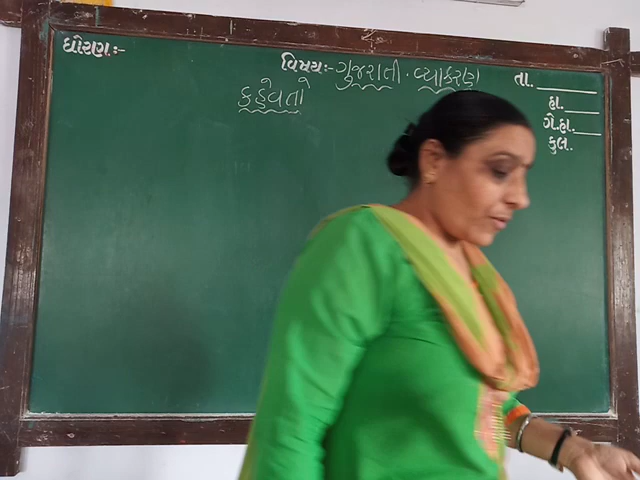 ધોરણઃ-
વિષયઃ- ગુજરાતી. વ્યાકરણ
કહેવતો
તા.
હા.
ગે.હા.
કુલ.